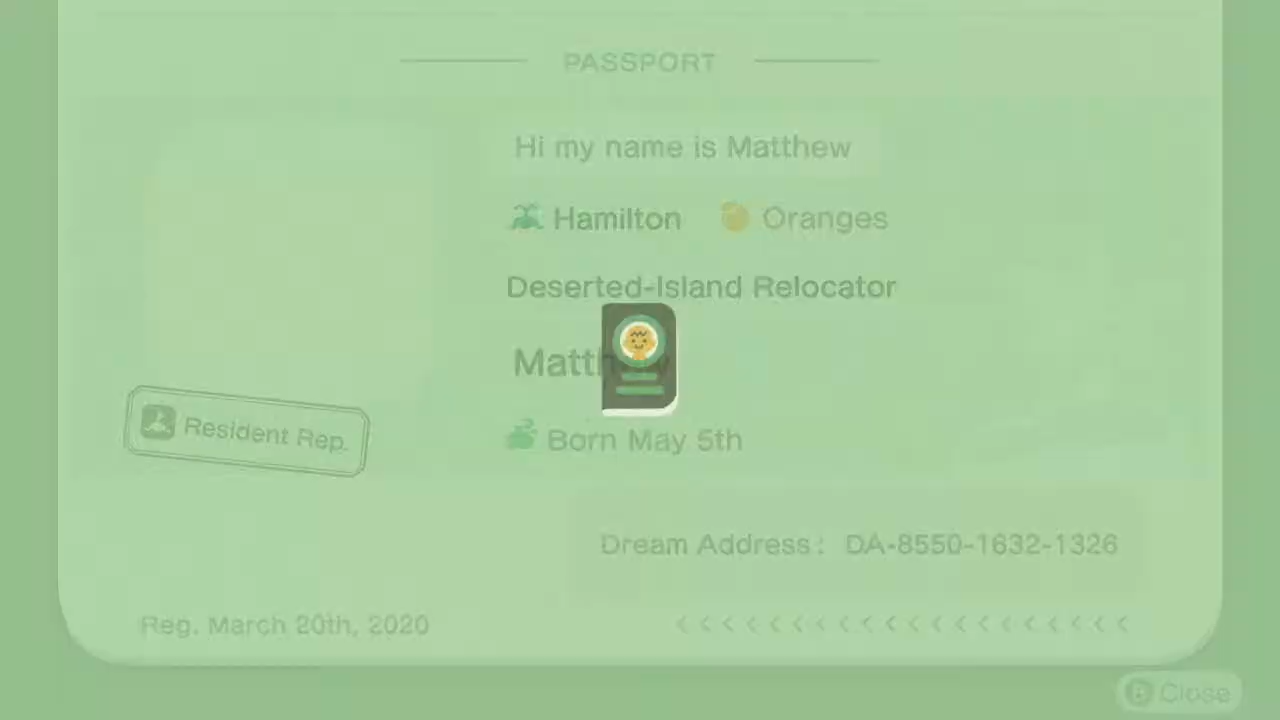 PASSPORT
Hi my name is Matthew
Hamilton Oranges
Deserted-Island Relocator
Matthew
Resident Rep.
Born May 5th
Dream Address: DA-8550-1632-1326
Reg. March 20th, 2020
< < < < < < < < < < < < < < < < < < < <
B Close